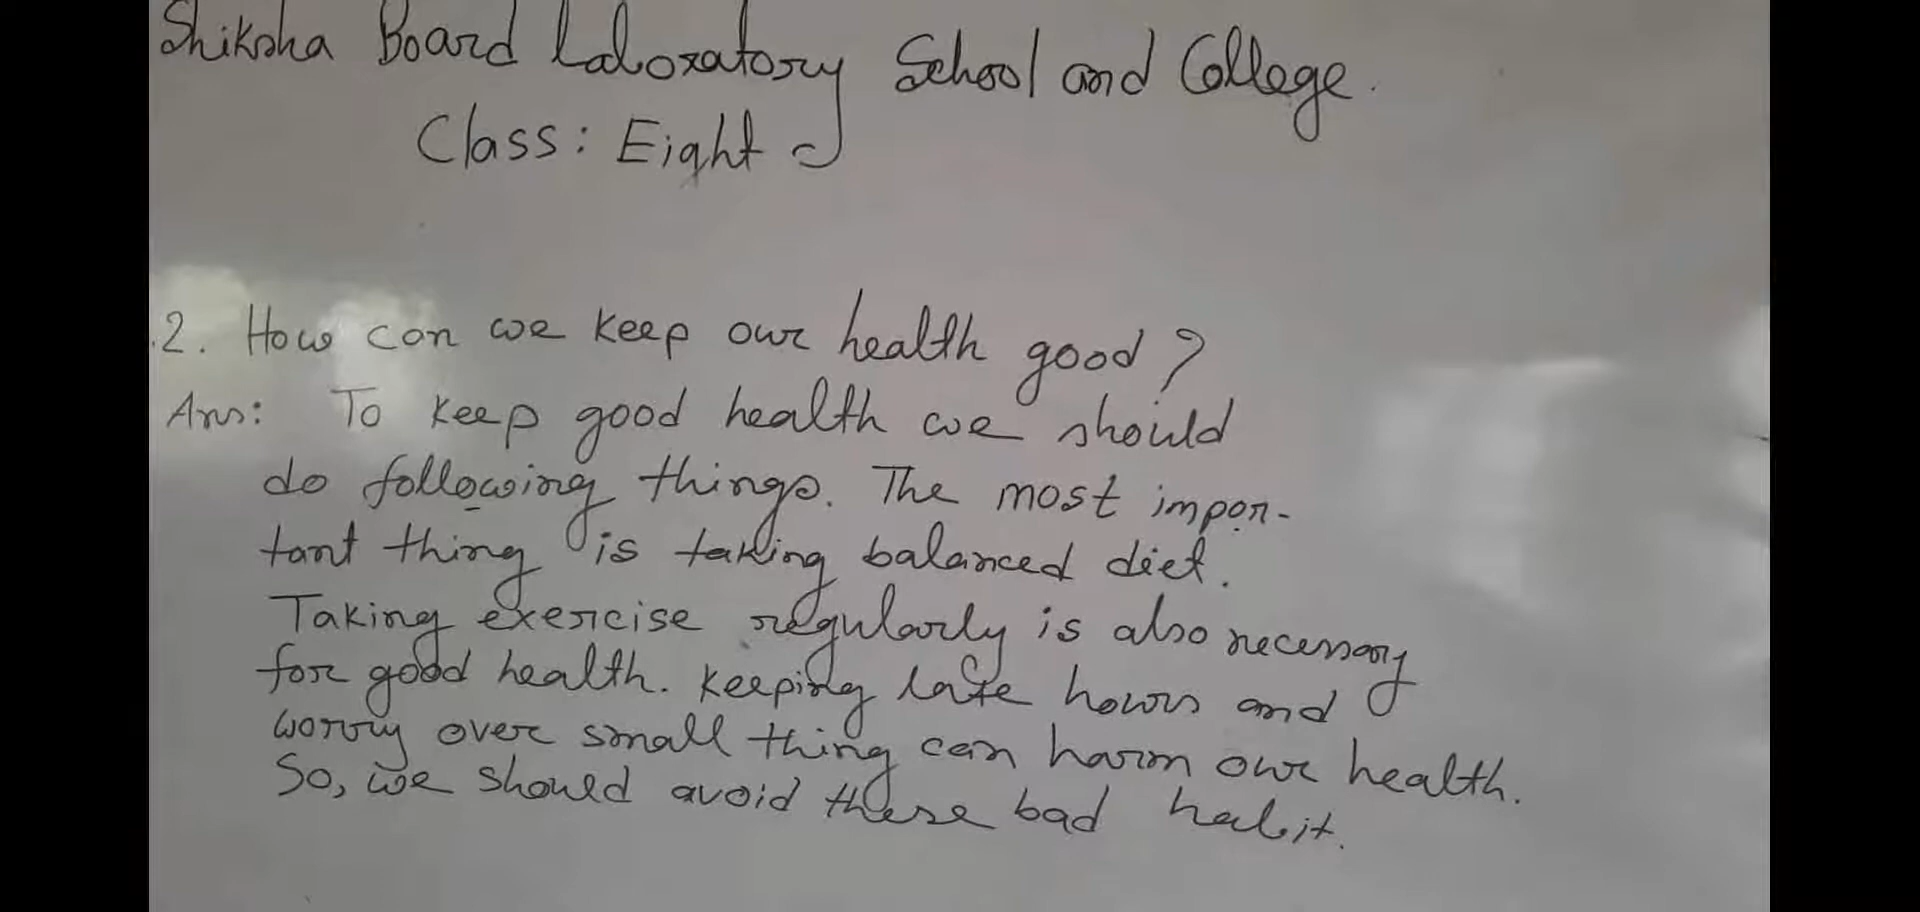 Shiksha Board Laboratory School and College.
Class: Eight
2. How can we keep our health good?
Ans: To keep good health we should
do following things. The most impor-
tant thing is taking balanced diet.
Taking exercise regularly is also necessary
for good health. Keeping late hours and
worry over small thing can harm our health.
So, we should avoid these bad habit.